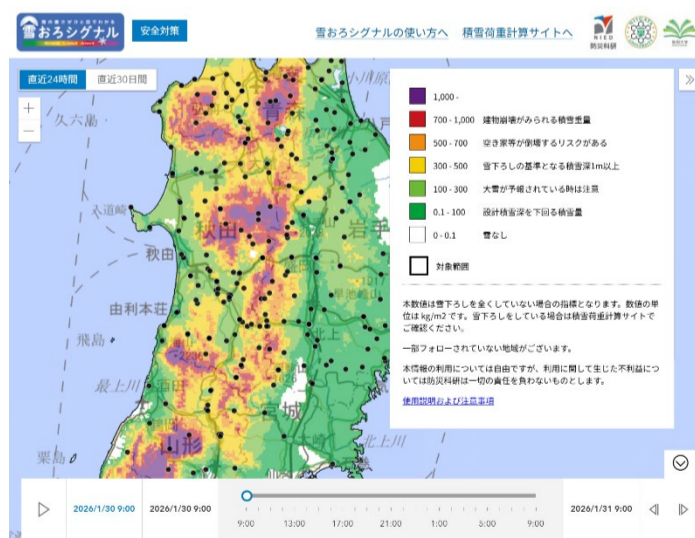 雪おろシグナル
安全対策
雪おろシグナルの使い方へ
積雪荷重計算サイトへ
NIED
防災科研
直近24時間
直近30日間
+
−
»
1,000 -
700 - 1,000 建物崩壊がみられる積雪重量
500 - 700 空き家等が倒壊するリスクがある
300 - 500 雪下ろしの基準となる積雪深1m以上
100 - 300 大雪が予報されている時は注意
0.1 - 100 設計積雪深を下回る積雪量
0 - 0.1 雪なし
対象範囲
本数値は雪下ろしを全くしていない場合の指標となります。数値の単
位は kg/m2 です。雪下ろしをしている場合は積雪荷重計算サイトで
ご確認ください。
一部フォローされていない地域がございます。
本情報の利用については自由ですが、利用に関して生じた不利益につ
いては防災科研は一切の責任を負わないものとします。
使用説明および注意事項
久六島
青森
入道崎
秋田
岩手
秋田
由利本荘
北上
飛島
最上川
酒田
宮城
大崎
北上川
粟島
山形
2026/1/30 9:00
2026/1/30 9:00
9:00 13:00 17:00 21:00 1:00 5:00 9:00
2026/1/31 9:00